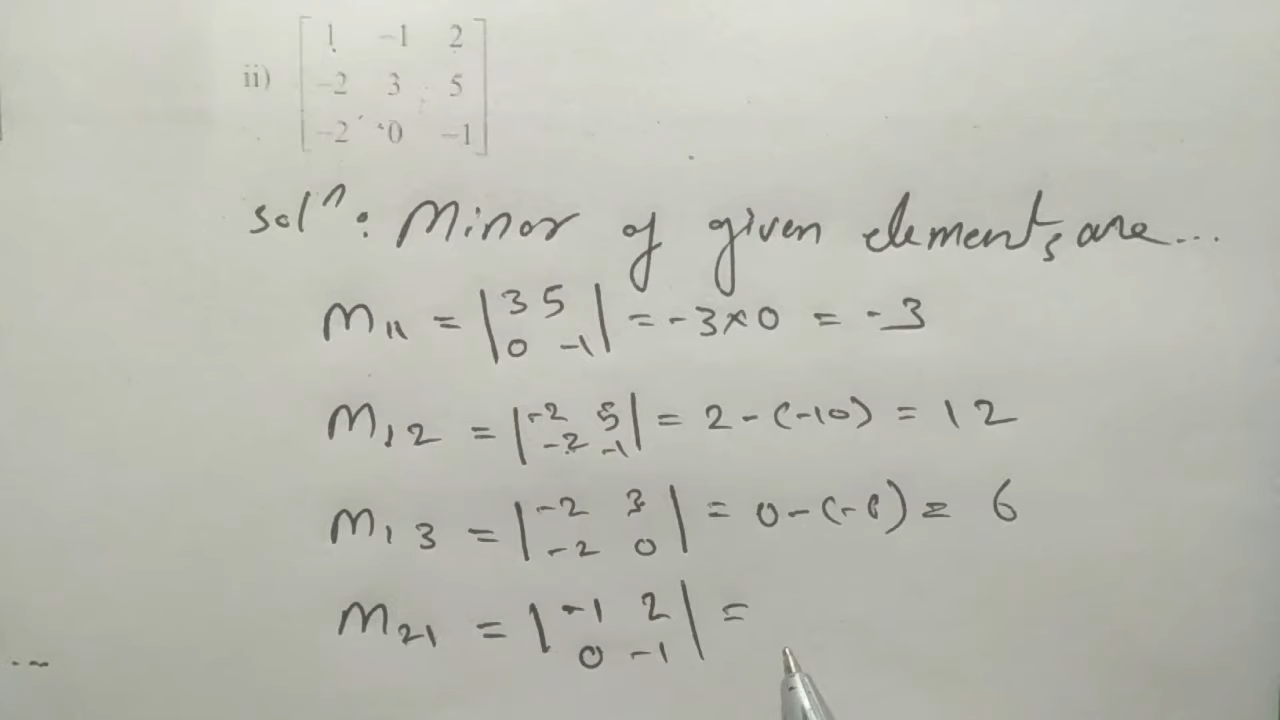 1 -1 2
ii) -2 3 5
-2 0 -1
solⁿ: Minor of given elements are...
M₁₁ = |3 5| = -3×0 = -3
0 -1
M₁₂ = |-2 5| = 2-(-10) = 12
-2 -1
M₁₃ = |-2 3| = 0-(-6) = 6
-2 0
M₂₁ = |-1 2| =
0 -1